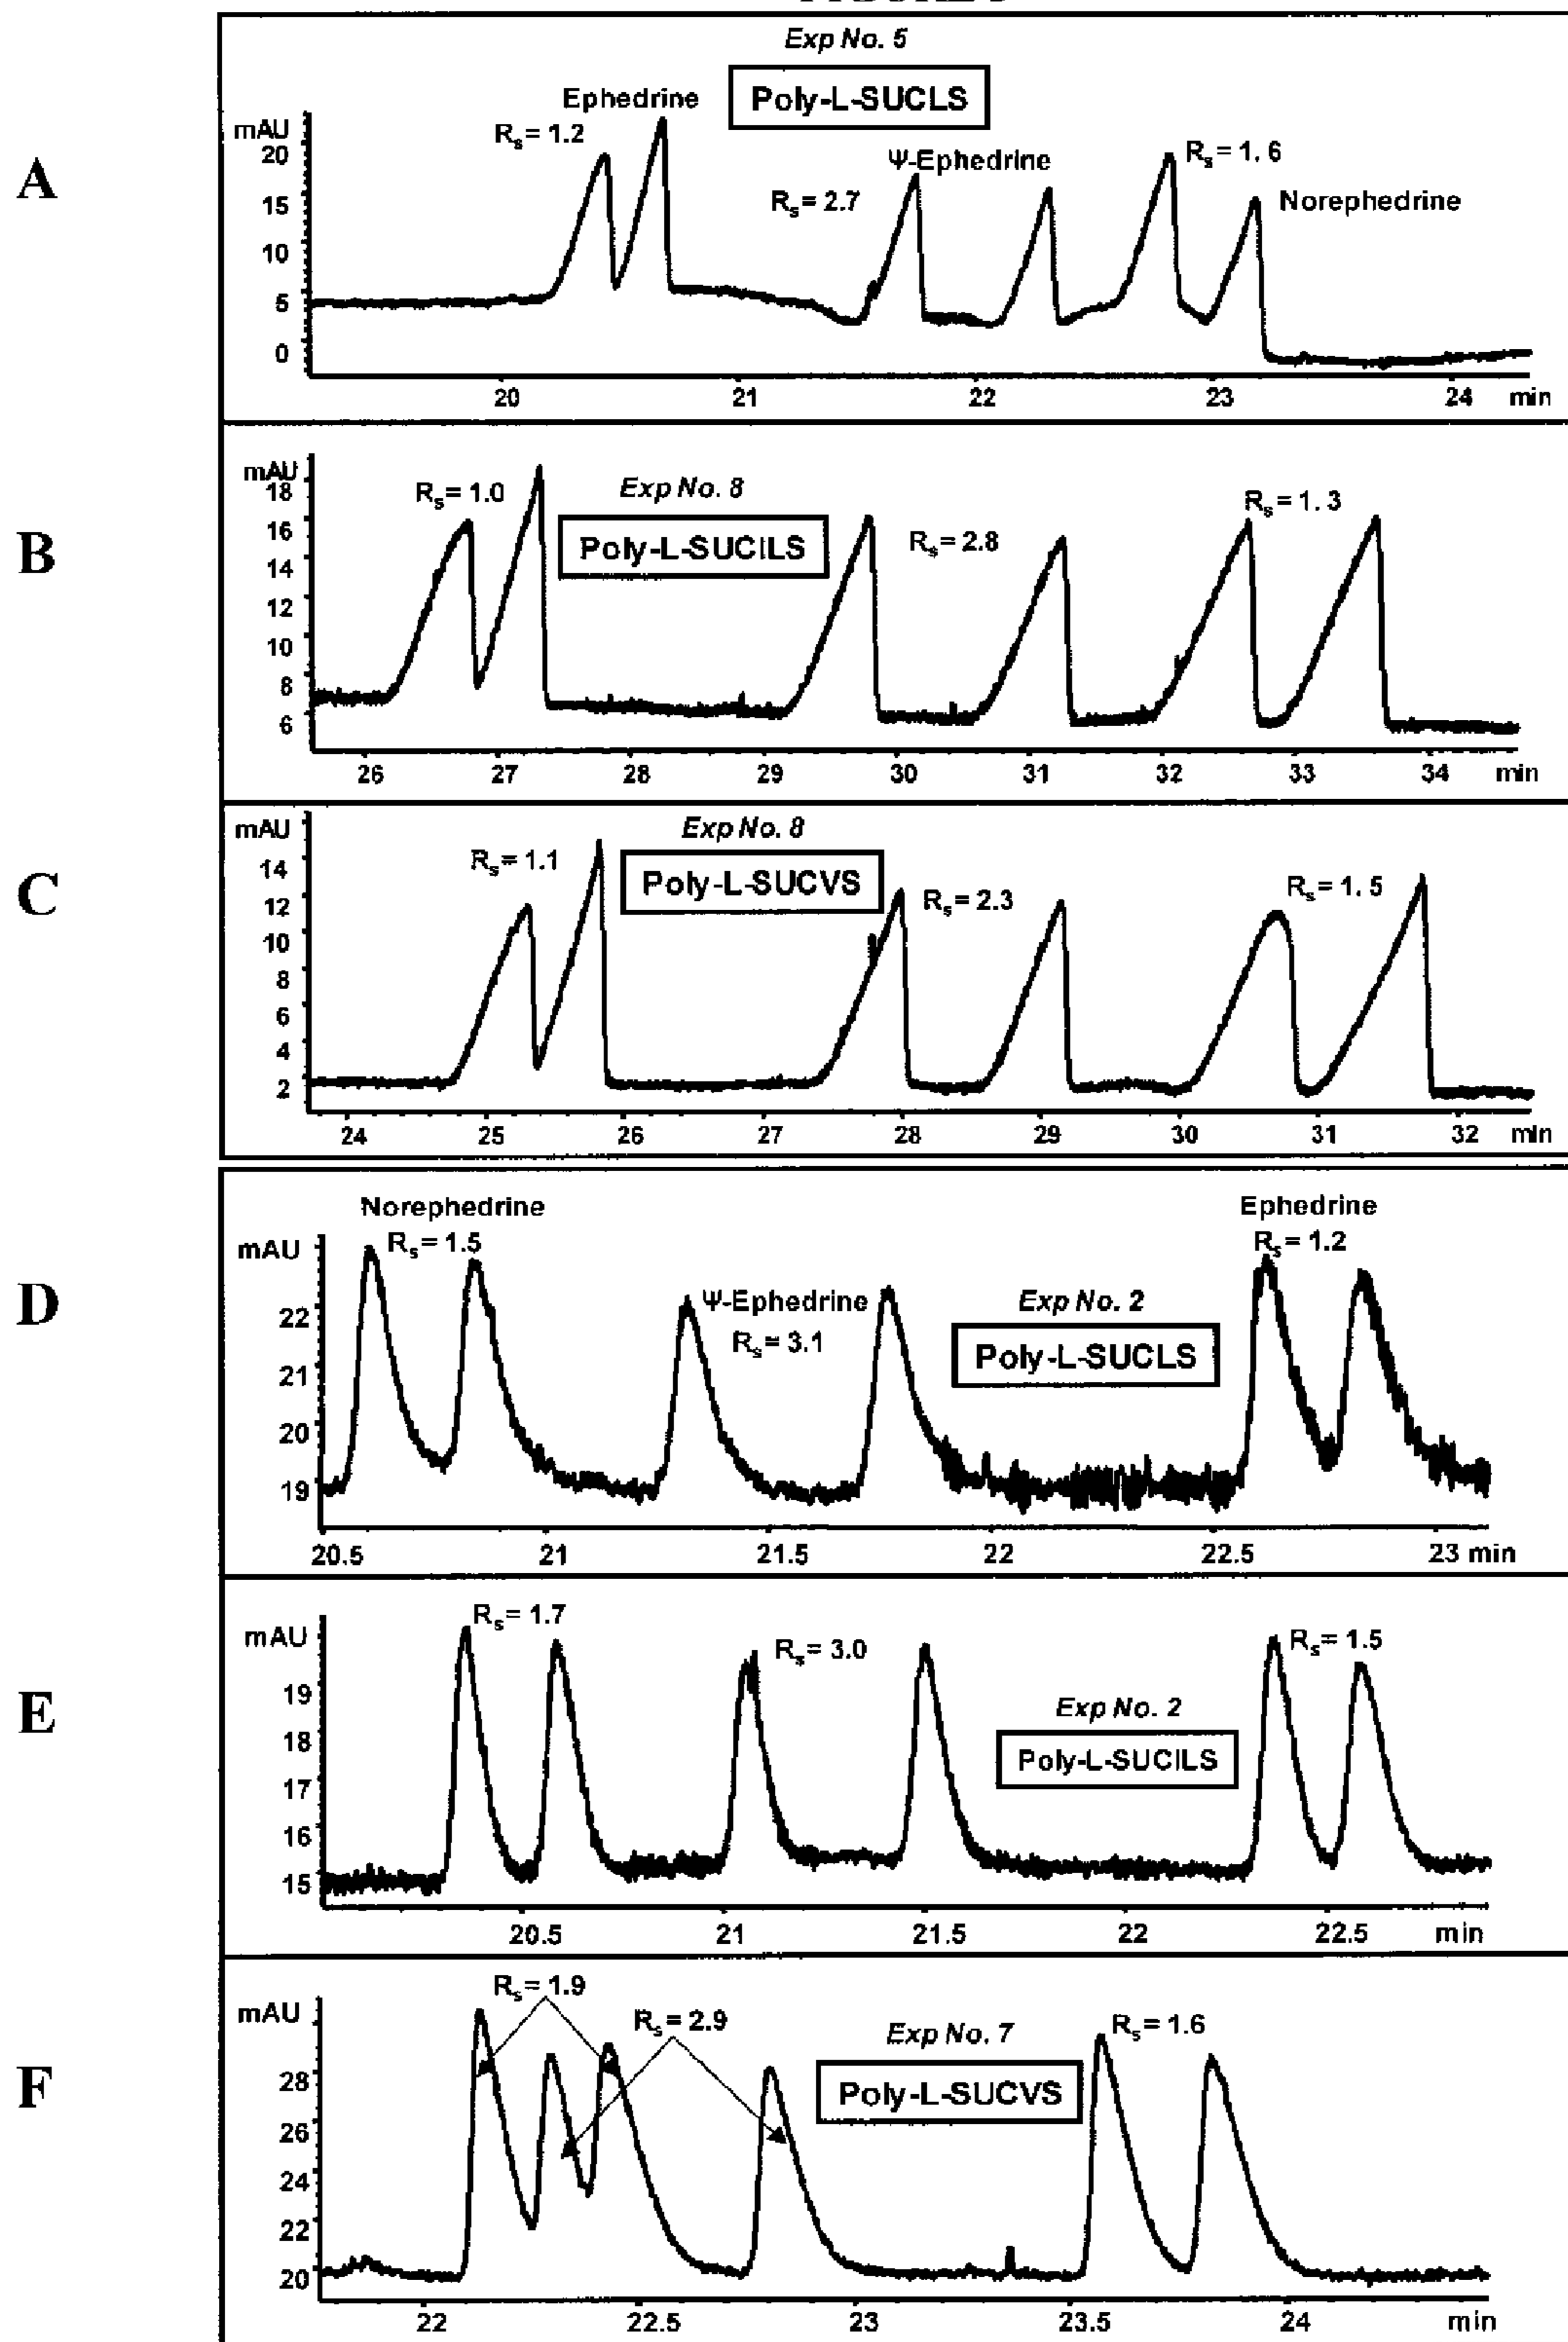 A
Exp No. 5
Poly-L-SUCLS
Ephedrine
Rs= 1.2
Ψ-Ephedrine
Rs= 2.7
Rs= 1. 6
Norephedrine
mAU
20
15
10
5
0
20 21 22 23 24 min
B
mAU
Rs= 1.0
Exp No. 8
Poly-L-SUCILS
Rs= 2.8
Rs= 1. 3
18
16
14
12
10
8
6
26 27 28 29 30 31 32 33 34 min
C
mAU
Exp No. 8
Poly-L-SUCVS
Rs= 1.1
Rs= 2.3
Rs= 1. 5
14
12
10
8
6
4
2
24 25 26 27 28 29 30 31 32 min
D
Norephedrine
Rs= 1.5
Ψ-Ephedrine
Rs= 3.1
Exp No. 2
Poly-L-SUCLS
Ephedrine
Rs= 1.2
mAU
22
21
20
19
20.5 21 21.5 22 22.5 23 min
E
mAU
Rs= 1.7
Rs= 3.0
Rs= 1.5
Exp No. 2
Poly-L-SUCILS
19
18
17
16
15
20.5 21 21.5 22 22.5 min
F
mAU
Rs= 1.9
Rs= 2.9
Exp No. 7
Poly-L-SUCVS
Rs= 1.6
28
26
24
22
20
22 22.5 23 23.5 24 min